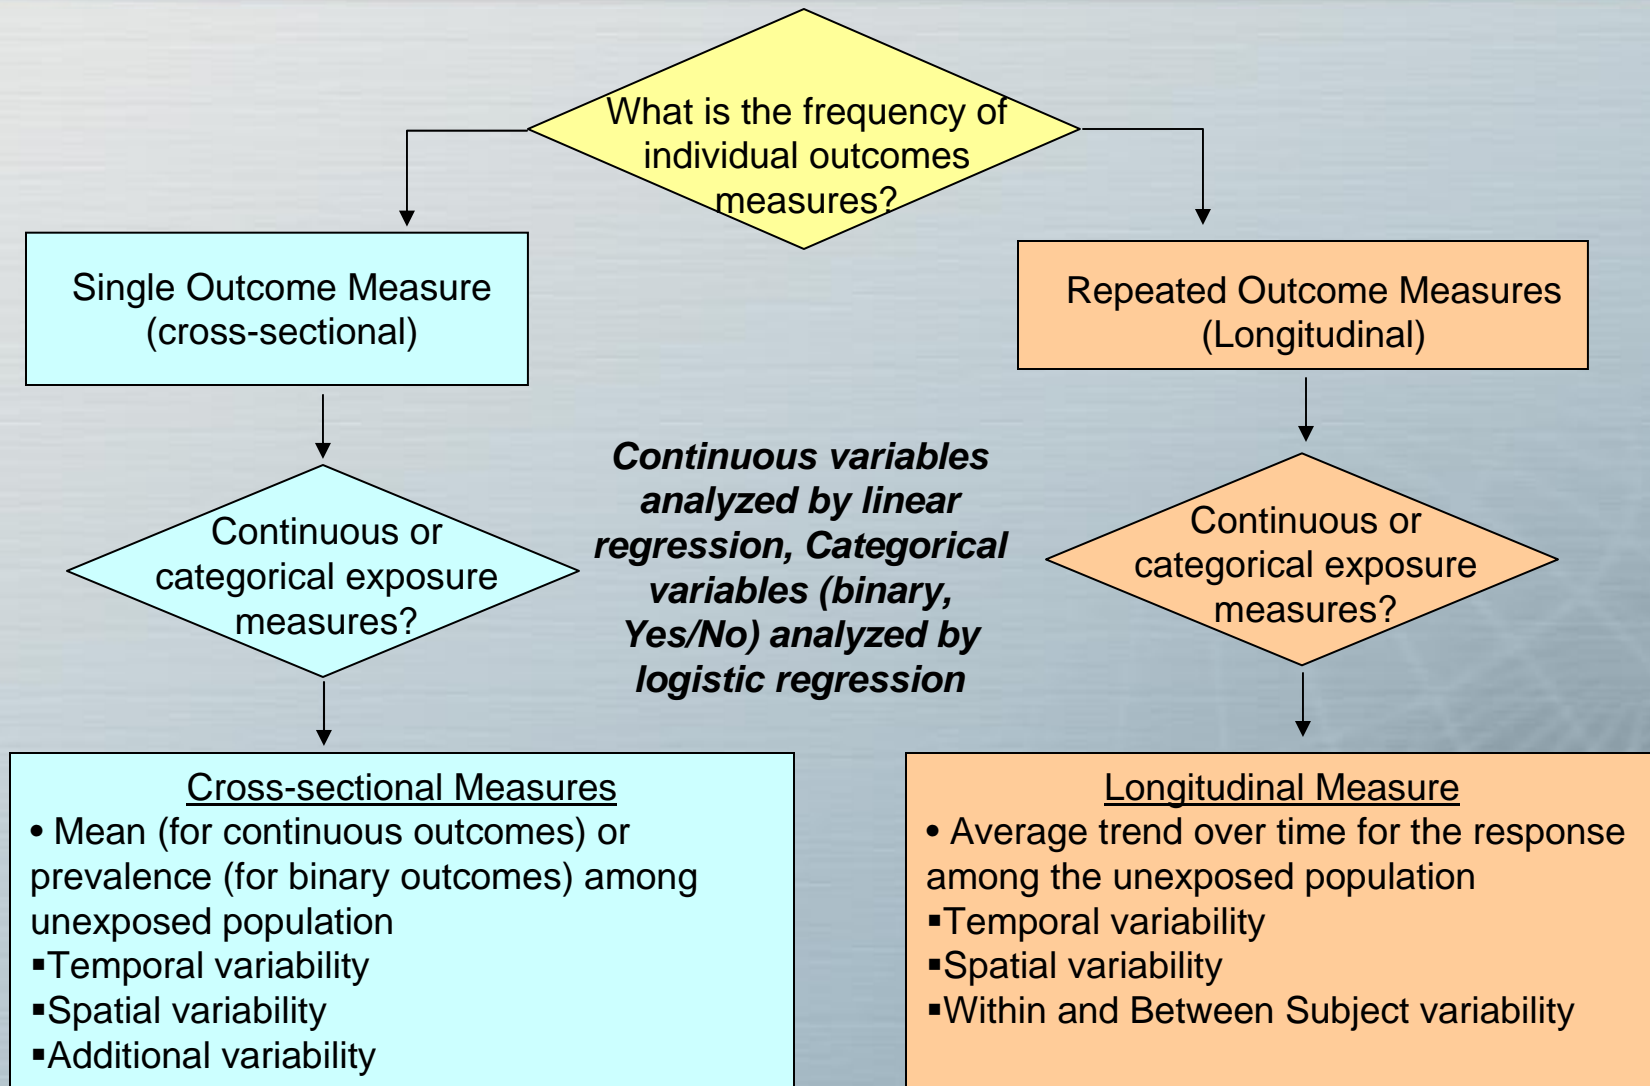 What is the frequency of
individual outcomes
measures?
Single Outcome Measure
(cross-sectional)
Repeated Outcome Measures
(Longitudinal)
Continuous or
categorical exposure
measures?
Continuous variables
analyzed by linear
regression, Categorical
variables (binary,
Yes/No) analyzed by
logistic regression
Continuous or
categorical exposure
measures?
Cross-sectional Measures
• Mean (for continuous outcomes) or
prevalence (for binary outcomes) among
unexposed population
▪Temporal variability
▪Spatial variability
▪Additional variability
Longitudinal Measure
• Average trend over time for the response
among the unexposed population
▪Temporal variability
▪Spatial variability
▪Within and Between Subject variability